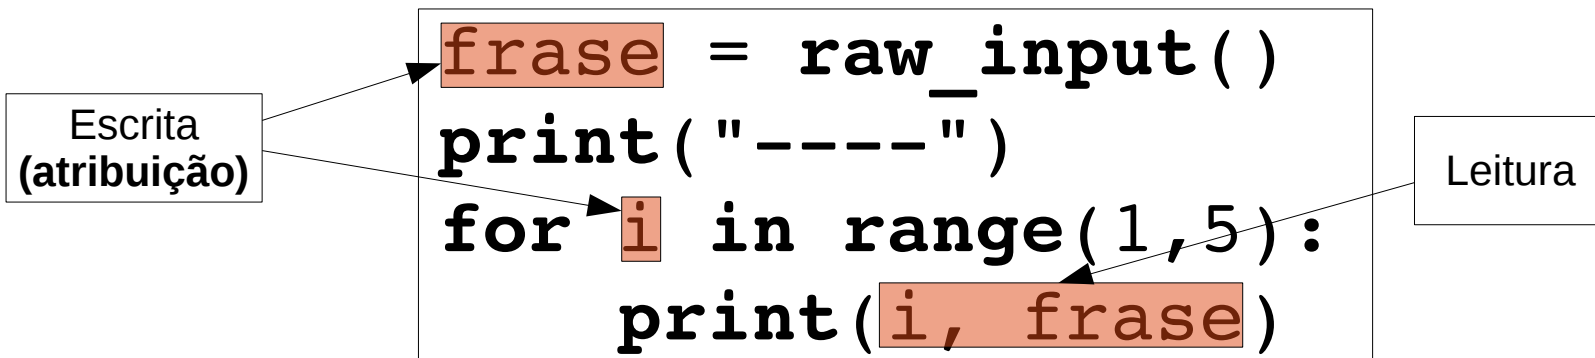 frase = raw_input()
print("----")
for i in range(1,5):
    print(i, frase)
Escrita
(atribuição)
Leitura